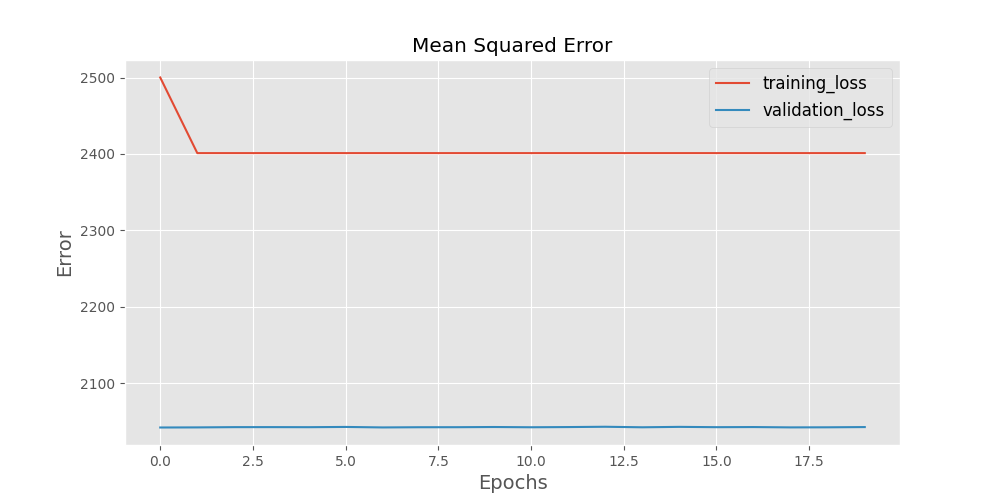 Mean Squared Error
training_loss
validation_loss
2500
2400
2300
2200
2100
Error
0.0 2.5 5.0 7.5 10.0 12.5 15.0 17.5
Epochs